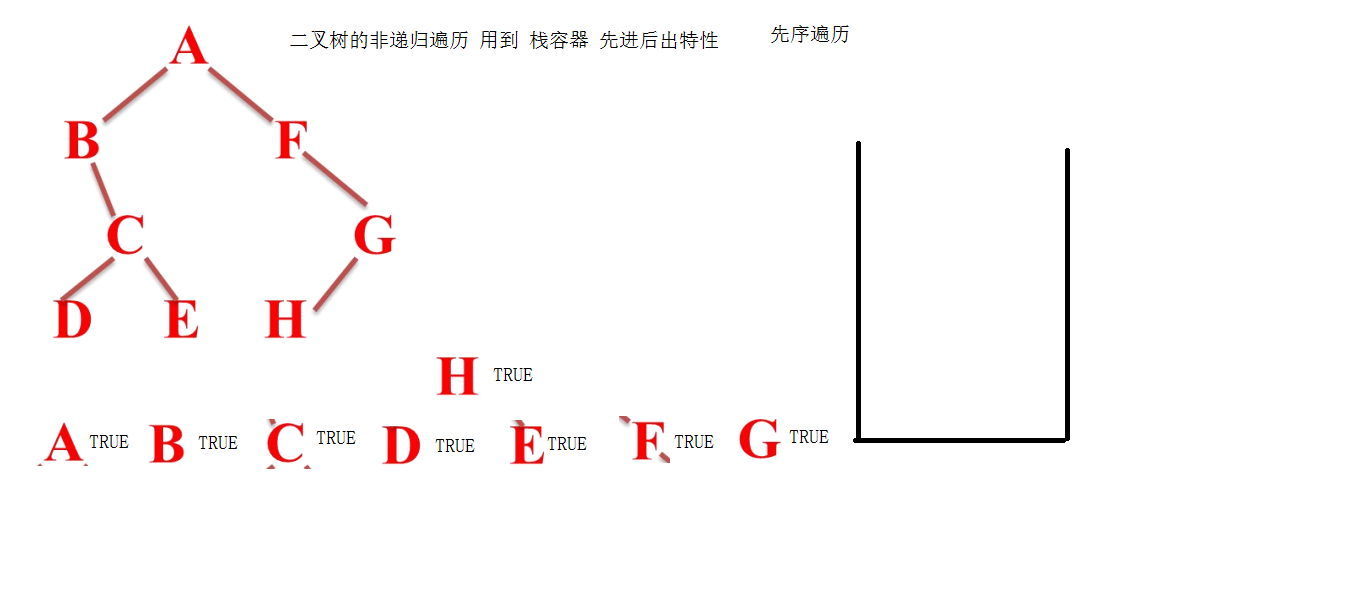 二叉树的非递归遍历 用到 栈容器 先进后出特性
先序遍历
A
B F
C G
D E H
H TRUE
A TRUE B TRUE C TRUE D TRUE E TRUE F TRUE G TRUE